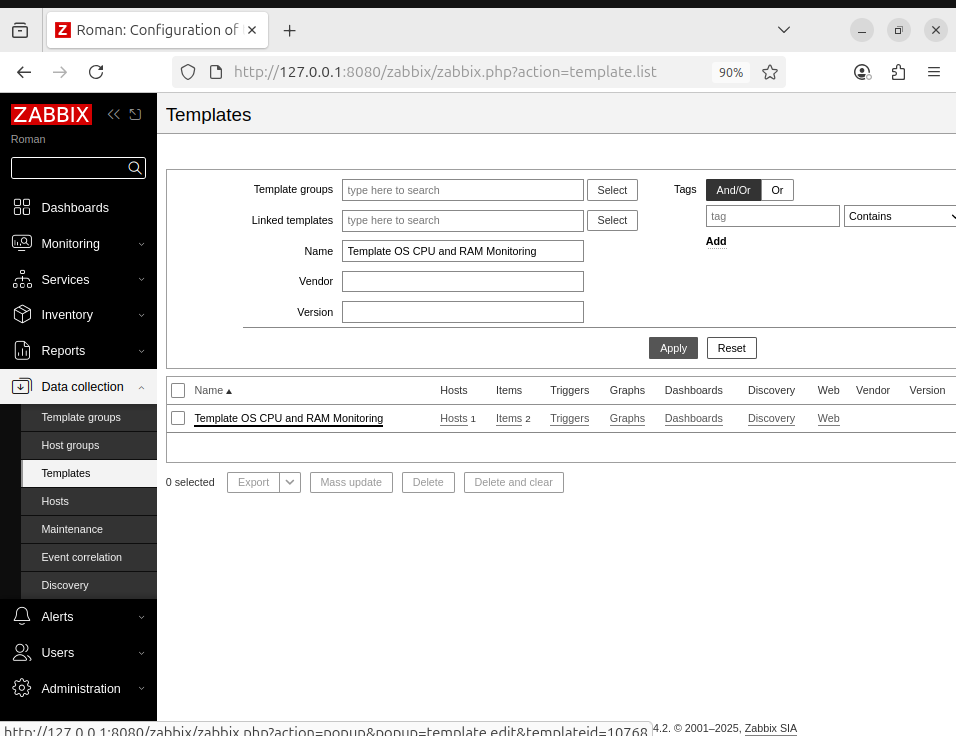 Roman: Configuration of
http://127.0.0.1:8080/zabbix/zabbix.php?action=template.list
90%
ZABBIX
Roman
Dashboards
Monitoring
Services
Inventory
Reports
Data collection
Template groups
Host groups
Templates
Hosts
Maintenance
Event correlation
Discovery
Alerts
Users
Administration
Templates
Template groups type here to search Select
Linked templates type here to search Select
Name Template OS CPU and RAM Monitoring
Vendor
Version
Tags And/Or Or
tag Contains
Add
Apply Reset
Name Hosts Items Triggers Graphs Dashboards Discovery Web Vendor Version
Template OS CPU and RAM Monitoring Hosts 1 Items 2 Triggers Graphs Dashboards Discovery Web
0 selected Export Mass update Delete Delete and clear
http://127.0.0.1:8080/zabbix/zabbix.php?action=popup&popup=template.edit&templateid=10768
4.2. © 2001–2025, Zabbix SIA